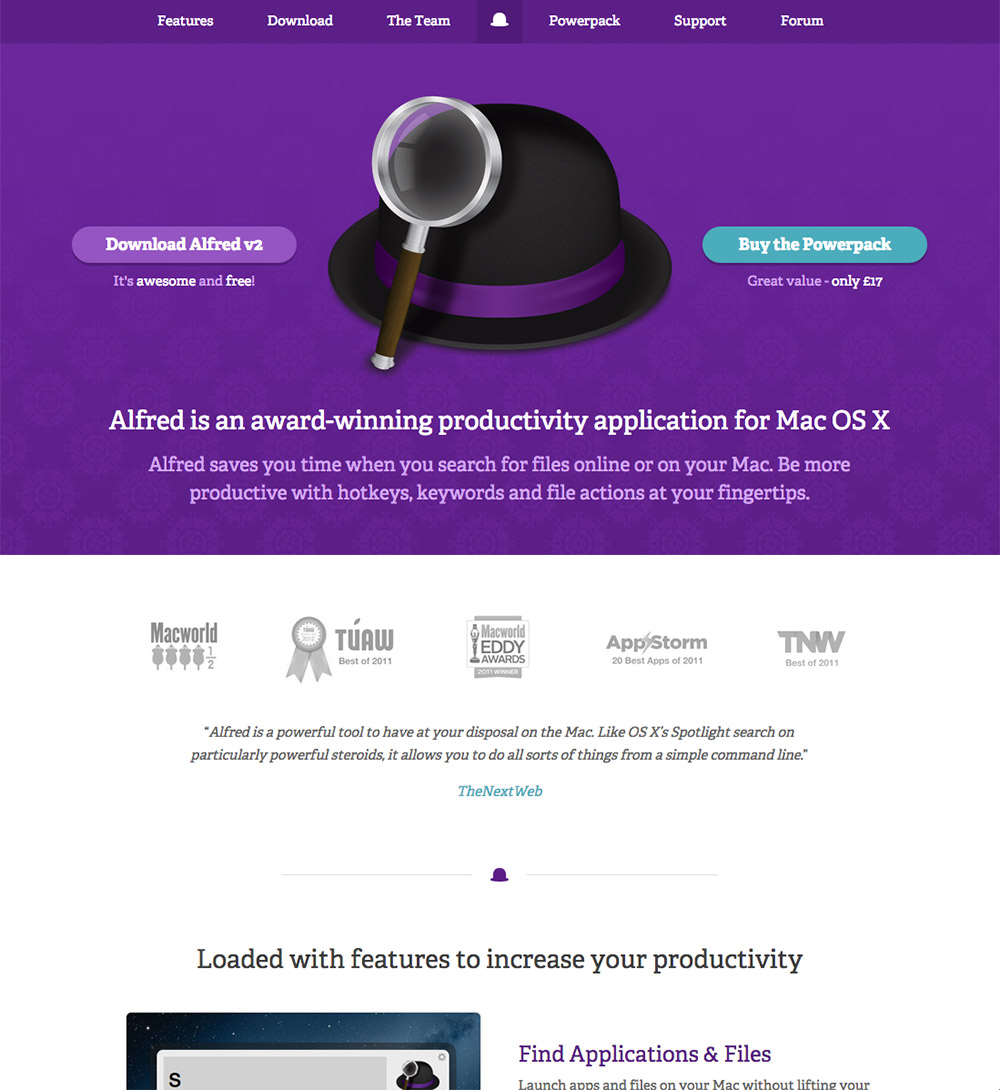 Features
Download
The Team
Powerpack
Support
Forum
Download Alfred v2
It's awesome and free!
Buy the Powerpack
Great value - only £17
Alfred is an award-winning productivity application for Mac OS X
Alfred saves you time when you search for files online or on your Mac. Be more
productive with hotkeys, keywords and file actions at your fingertips.
Macworld
1
2
TÚAW
Best of 2011
Macworld
EDDY
AWARDS
2011 WINNER
AppStorm
20 Best Apps of 2011
TNW
Best of 2011
“Alfred is a powerful tool to have at your disposal on the Mac. Like OS X’s Spotlight search on
particularly powerful steroids, it allows you to do all sorts of things from a simple command line.”
TheNextWeb
Loaded with features to increase your productivity
S
Find Applications & Files
Launch apps and files on your Mac without lifting your